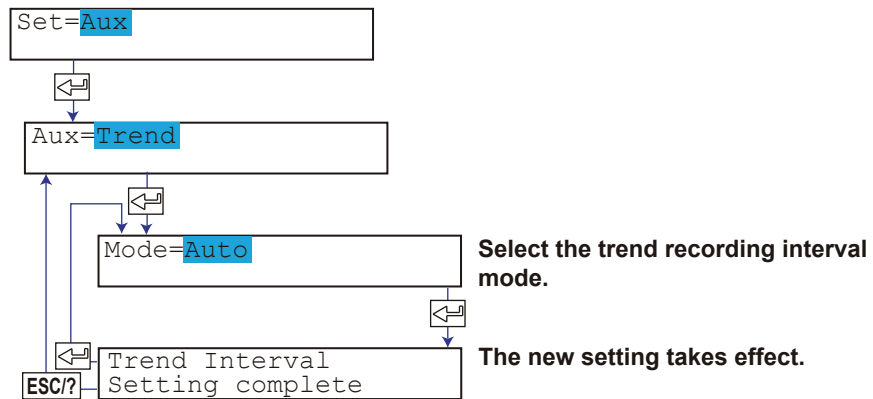 Set=Aux
Aux=Trend
Mode=Auto
Select the trend recording interval
mode.
Trend Interval
Setting complete
The new setting takes effect.
ESC/?